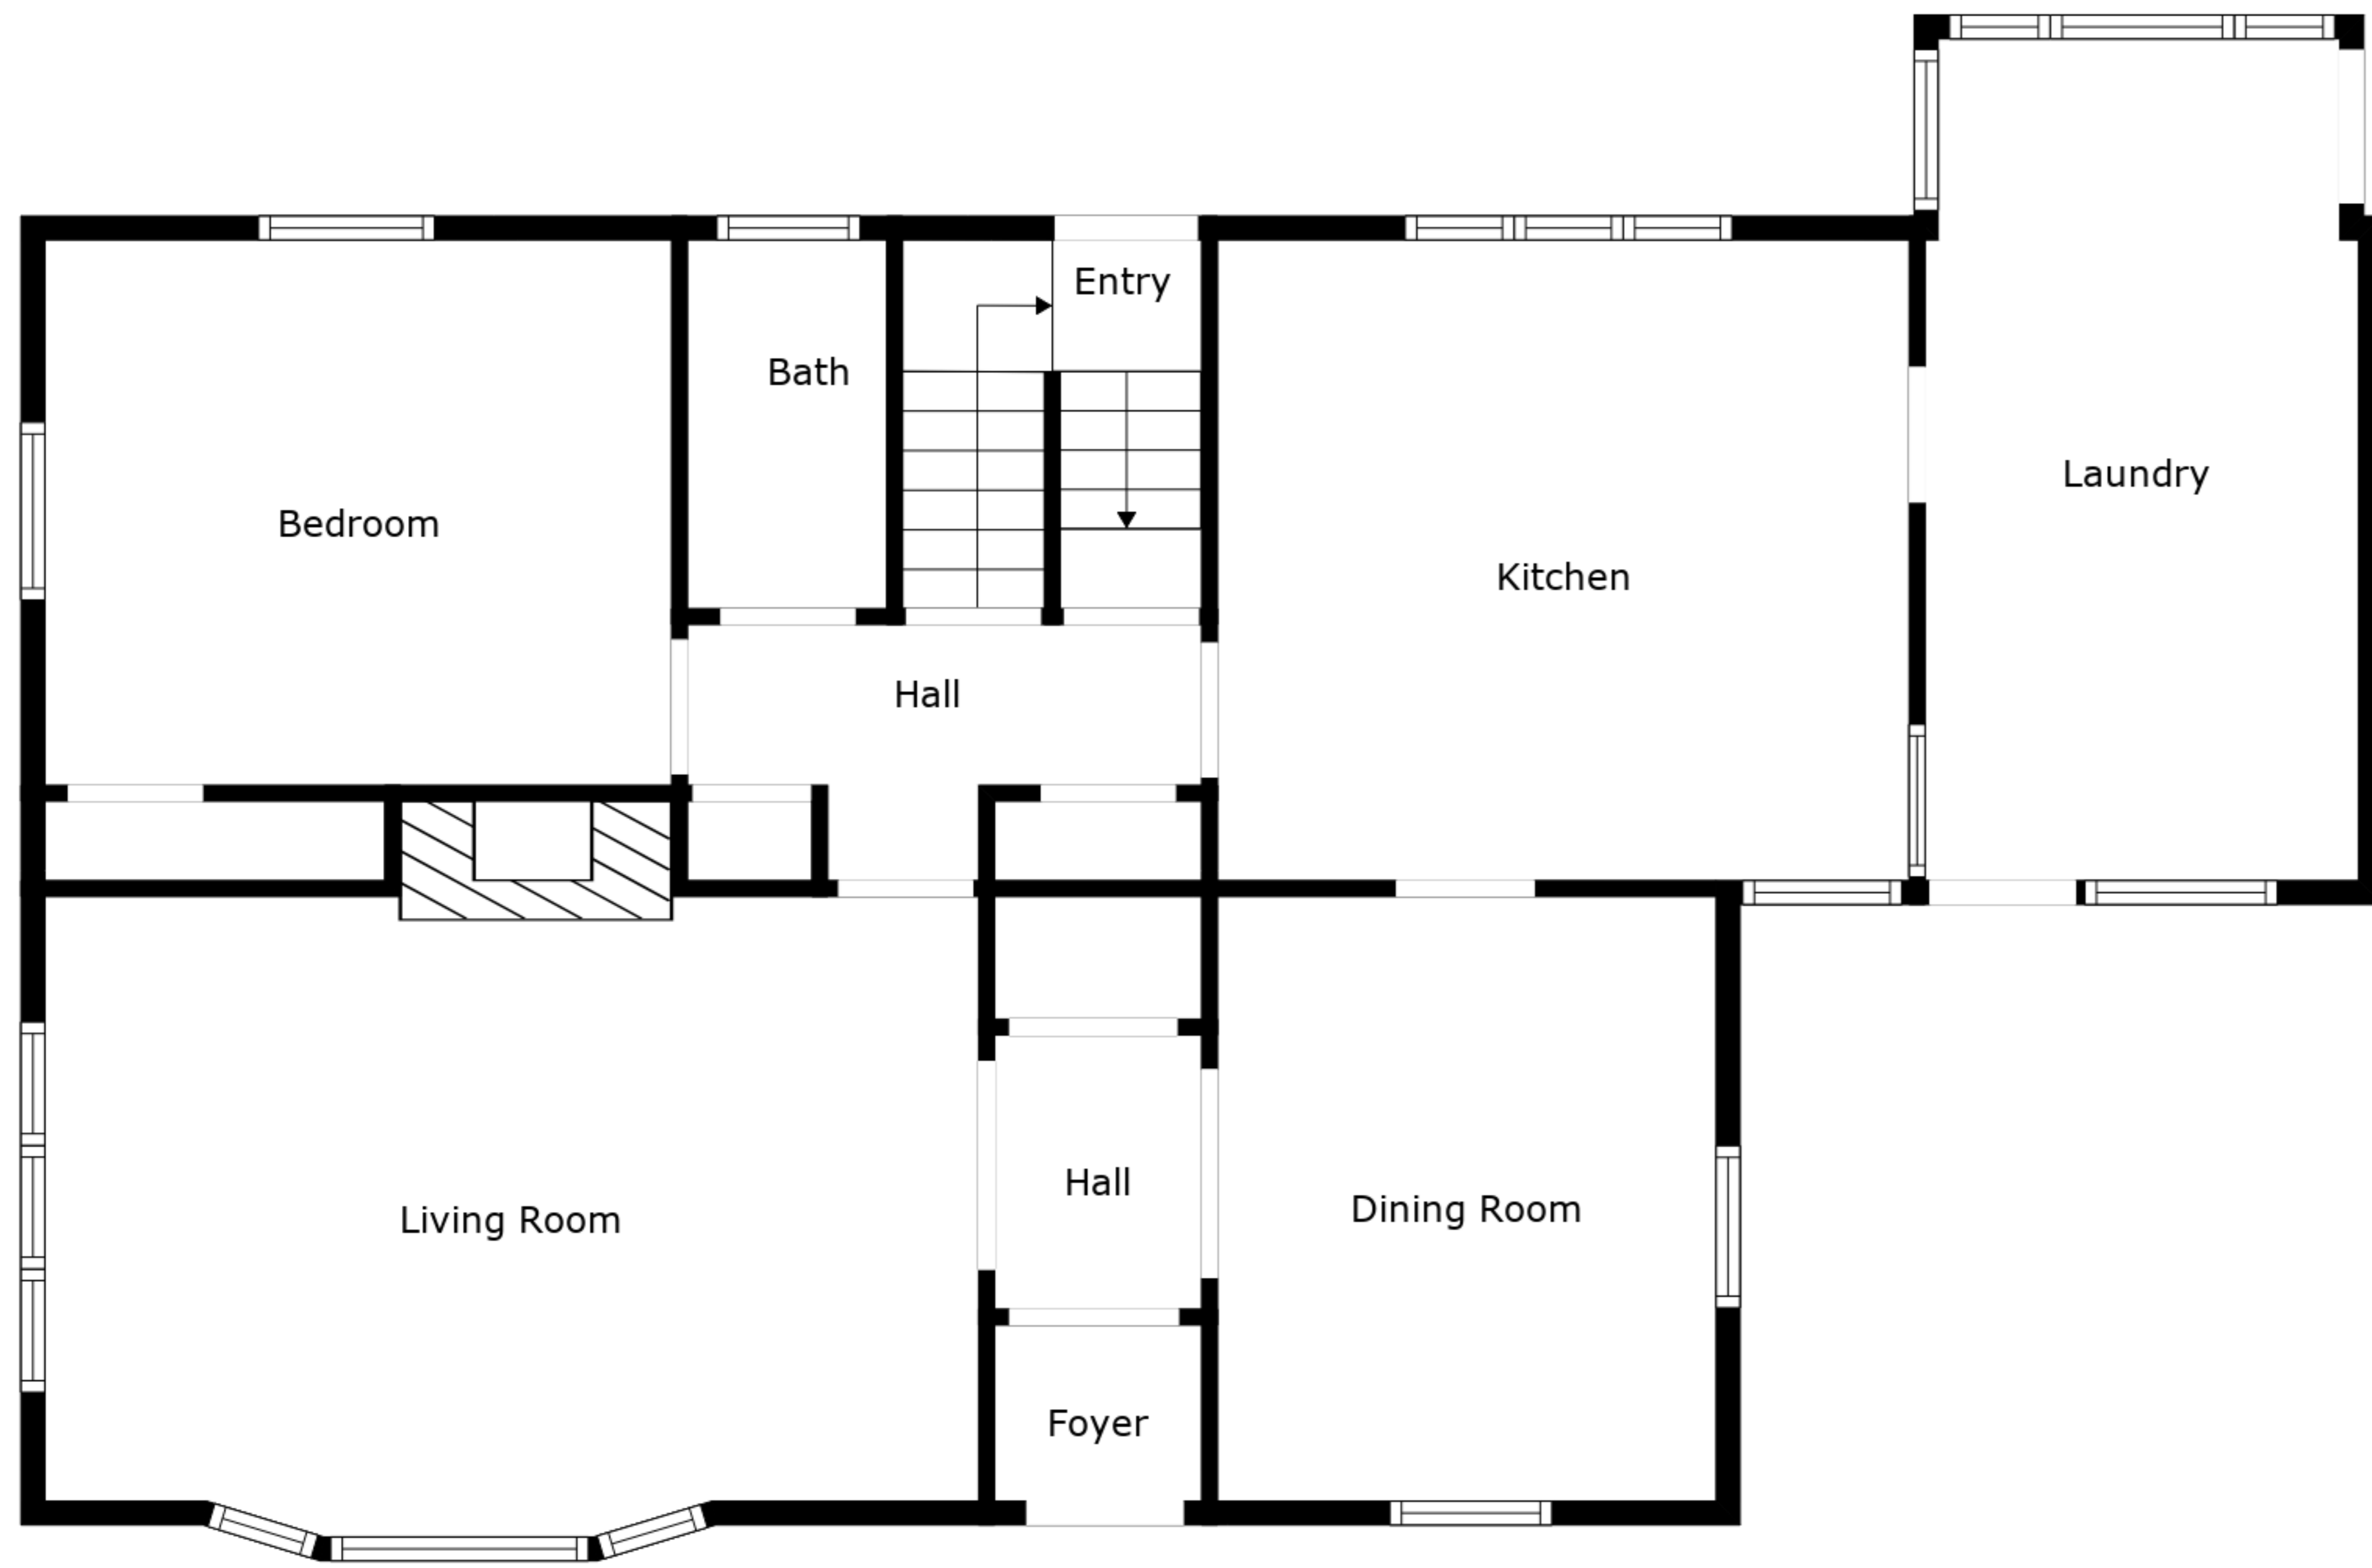 Entry
Bath
Laundry
Bedroom
Kitchen
Hall
Hall
Dining Room
Living Room
Foyer